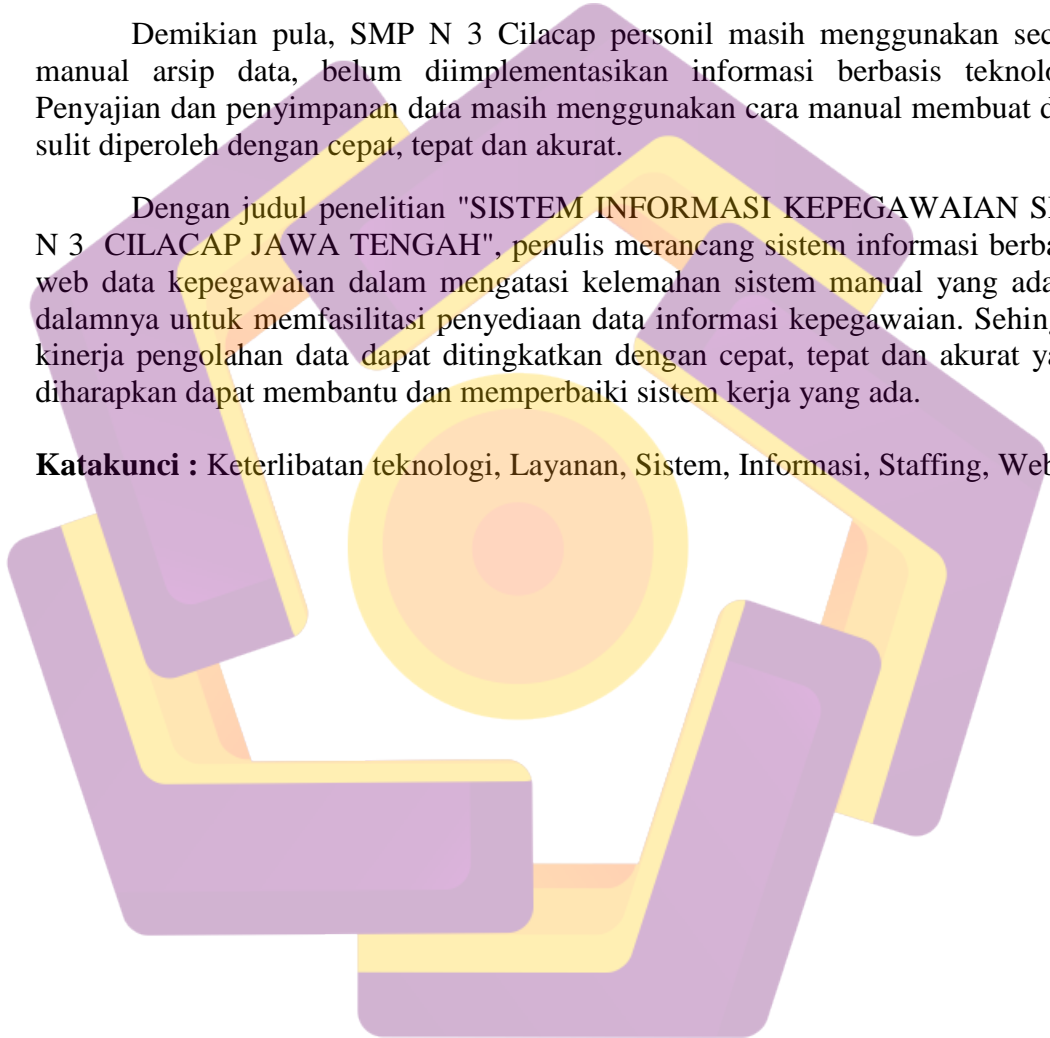 Demikian pula, SMP N 3 Cilacap personil masih menggunakan sec
manual arsip data, belum diimplementasikan informasi berbasis teknolo
Penyajian dan penyimpanan data masih menggunakan cara manual membuat d
sulit diperoleh dengan cepat, tepat dan akurat.
Dengan judul penelitian "SISTEM INFORMASI KEPEGAWAIAN S
N 3 CILACAP JAWA TENGAH", penulis merancang sistem informasi berba
web data kepegawaian dalam mengatasi kelemahan sistem manual yang ada
dalamnya untuk memfasilitasi penyediaan data informasi kepegawaian. Sehin
kinerja pengolahan data dapat ditingkatkan dengan cepat, tepat dan akurat ya
diharapkan dapat membantu dan memperbaiki sistem kerja yang ada.
Katakunci : Keterlibatan teknologi, Layanan, Sistem, Informasi, Staffing, Web